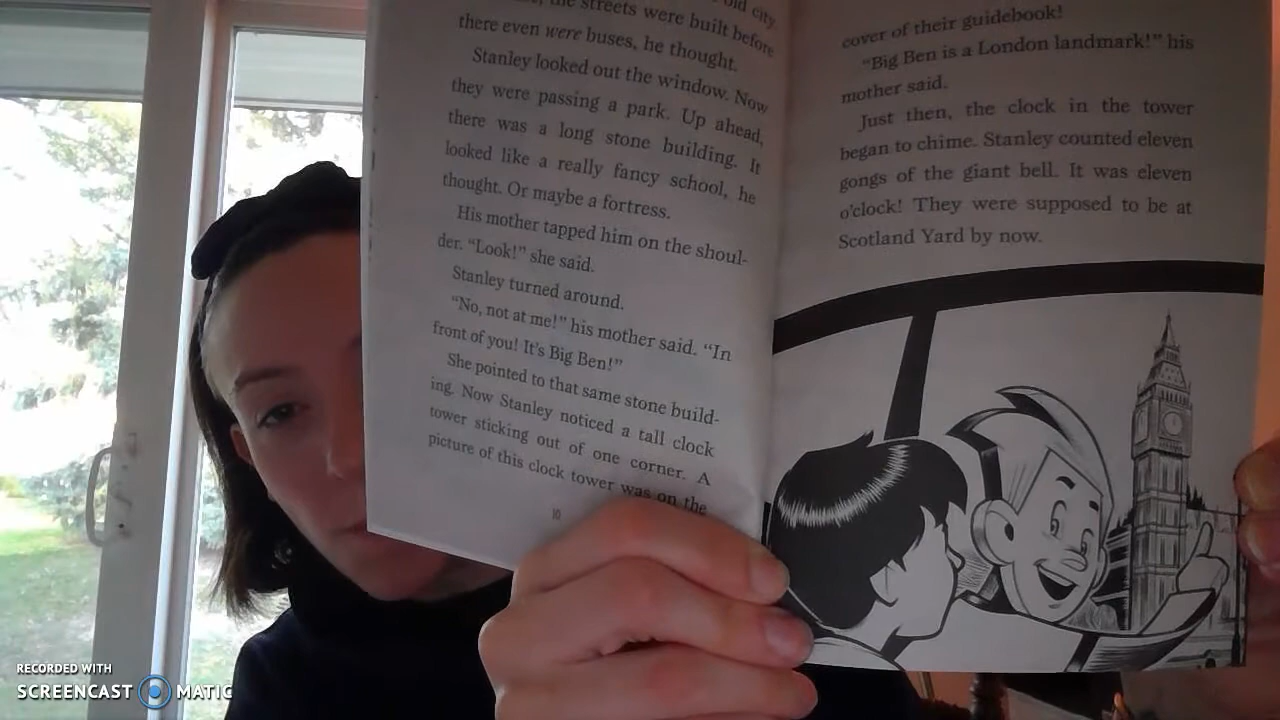 old city.
the streets were built before
there even were buses, he thought.
Stanley looked out the window. Now
they were passing a park. Up ahead,
there was a long stone building. It
looked like a really fancy school, he
thought. Or maybe a fortress.
His mother tapped him on the shoul-
der. “Look!” she said.
Stanley turned around.
“No, not at me!” his mother said. “In
front of you! It’s Big Ben!”
She pointed to that same stone build-
ing. Now Stanley noticed a tall clock
tower sticking out of one corner. A
picture of this clock tower was on the
10
cover of their guidebook!
“Big Ben is a London landmark!” his
mother said.
Just then, the clock in the tower
began to chime. Stanley counted eleven
gongs of the giant bell. It was eleven
o’clock! They were supposed to be at
Scotland Yard by now.
RECORDED WITH
SCREENCAST MATIC